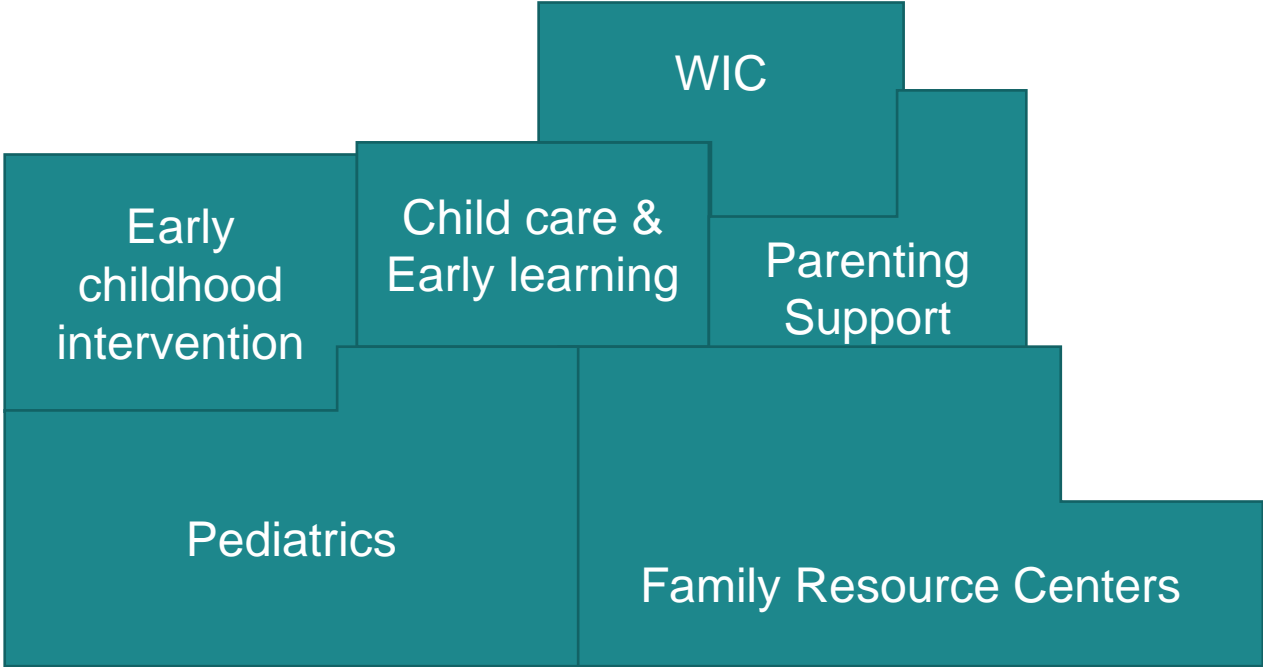 WIC
Early
childhood
intervention
Child care &
Early learning
Parenting
Support
Pediatrics
Family Resource Centers